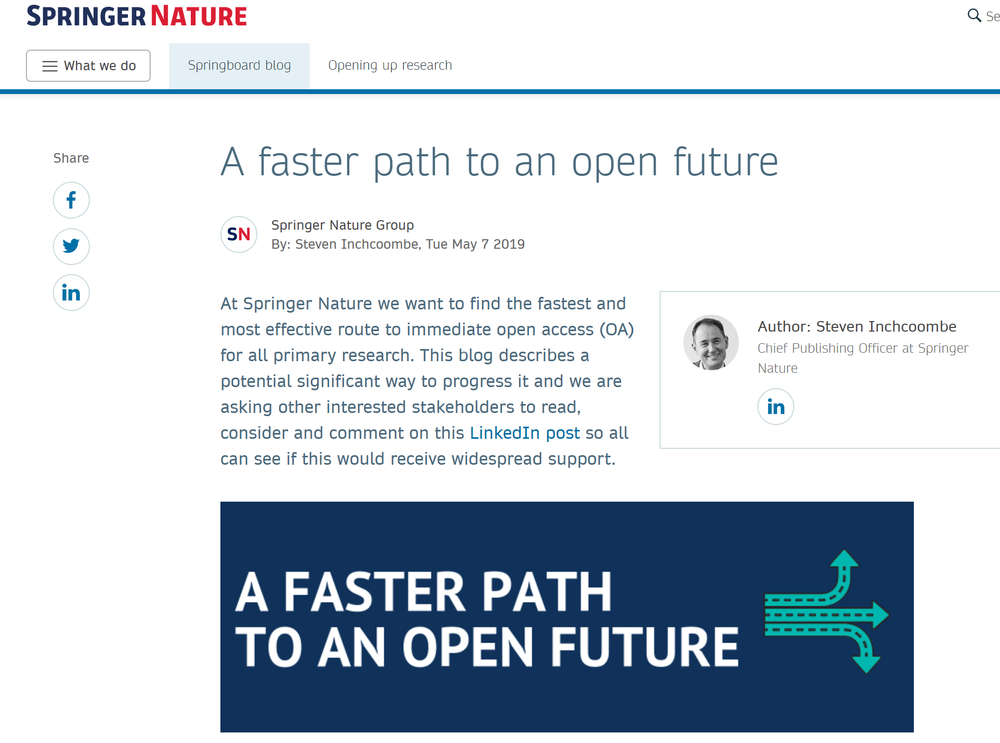 SPRINGER NATURE
Se
What we do
Springboard blog
Opening up research
Share
A faster path to an open future
SN
Springer Nature Group
By: Steven Inchcoombe, Tue May 7 2019
At Springer Nature we want to find the fastest and
most effective route to immediate open access (OA)
for all primary research. This blog describes a
potential significant way to progress it and we are
asking other interested stakeholders to read,
consider and comment on this LinkedIn post so all
can see if this would receive widespread support.
Author: Steven Inchcoombe
Chief Publishing Officer at Springer
Nature
in
in
A FASTER PATH
TO AN OPEN FUTURE